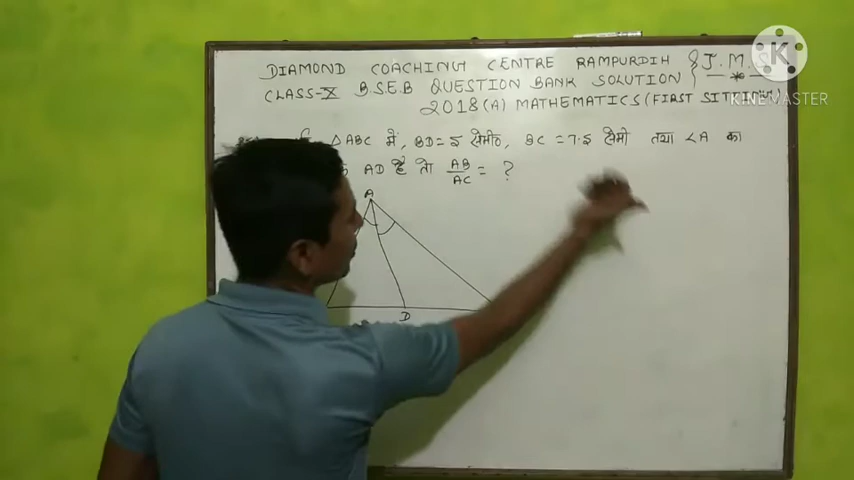 DIAMOND COACHING CENTRE RAMPURDIH
CLASS-X B.S.E.B QUESTION BANK SOLUTION } J.M.S
2018(A) MATHEMATICS (FIRST SITTING)
KINEMASTER
△ABC में, BD = 5 सेमी०, BC = 7.5 सेमी तथा ∠A का
AD है तो AB/AC = ?
A
D